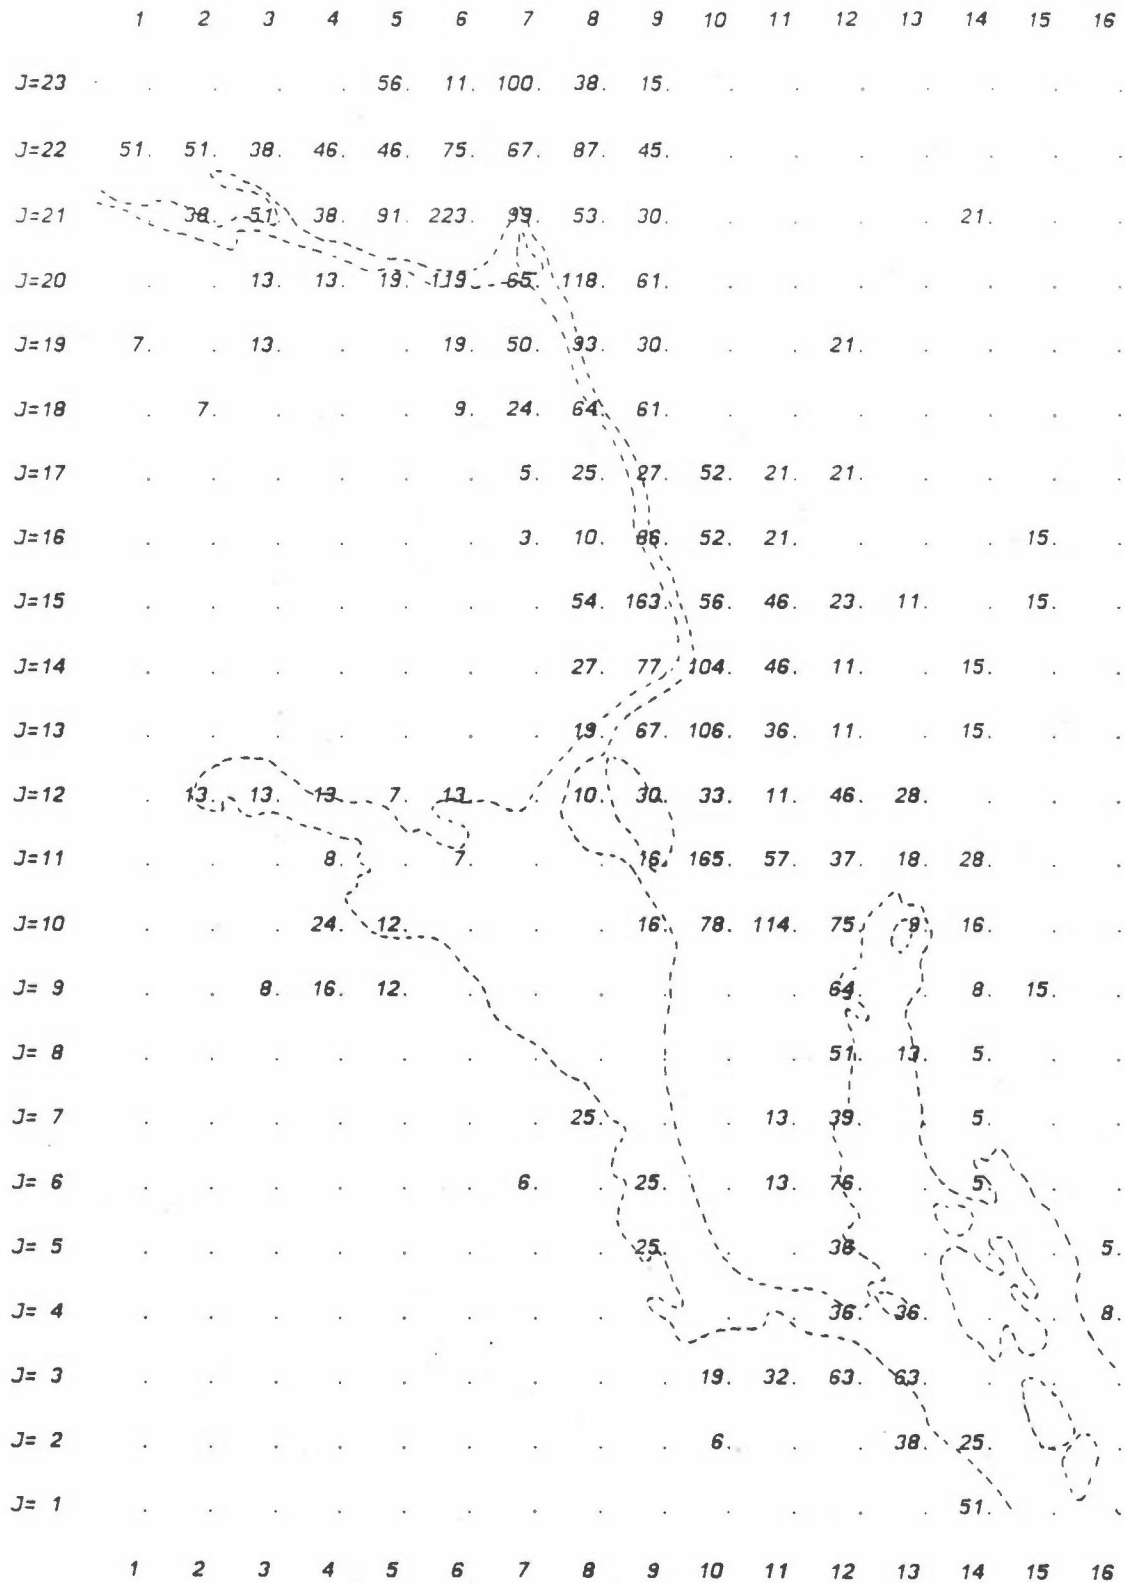 1 2 3 4 5 6 7 8 9 10 11 12 13 14 15 16
J=23 . . . . 56. 11. 100. 38. 15. . . . . . . .
J=22 51. 51. 38. 46. 46. 75. 67. 87. 45. . . . . . . .
J=21 . 38. 51. 38. 91. 223. 99. 53. 30. . . . . 21. . .
J=20 . . 13. 13. 19. 119. 65. 118. 61. . . . . . . .
J=19 7. . 13. . . 19. 50. 93. 30. . . 21. . . . .
J=18 . 7. . . . 9. 24. 64. 61. . . . . . . .
J=17 . . . . . . 5. 25. 27. 52. 21. 21. . . . .
J=16 . . . . . . 3. 10. 86. 52. 21. . . . 15. .
J=15 . . . . . . . 54. 163. 56. 46. 23. 11. . 15. .
J=14 . . . . . . . 27. 77. 104. 46. 11. . 15. . .
J=13 . . . . . . . 19. 67. 106. 36. 11. . 15. . .
J=12 . 13. 13. 13. 7. 13. . 10. 30. 33. 11. 46. 28. . . .
J=11 . . . 8. . 7. . . 16. 165. 57. 37. 18. 28. . .
J=10 . . . 24. 12. . . . 16. 78. 114. 75. 9. 16. . .
J= 9 . . 8. 16. 12. . . . . . . 64. . 8. 15. .
J= 8 . . . . . . . . . . . 51. 13. 5. . .
J= 7 . . . . . . . 25. . . 13. 39. . 5. . .
J= 6 . . . . . . 6. . 25. . 13. 76. . 5. . .
J= 5 . . . . . . . . 25. . . 38. . . . 5.
J= 4 . . . . . . . . . . . 36. 36. . . 8.
J= 3 . . . . . . . . . 19. 32. 63. 63. . . .
J= 2 . . . . . . . . . 6. . . 38. 25. . .
J= 1 . . . . . . . . . . . . . 51. . .
1 2 3 4 5 6 7 8 9 10 11 12 13 14 15 16